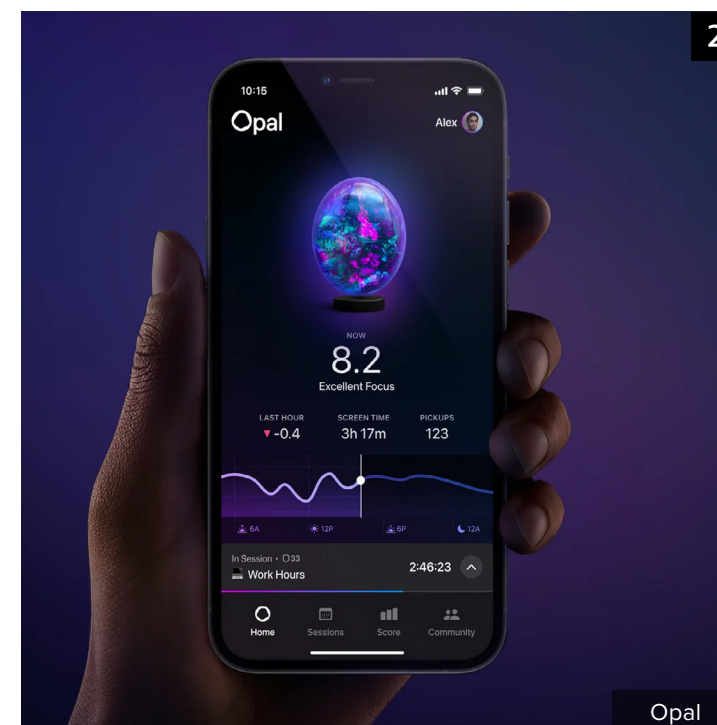 2
10:15
Opal
Alex
NOW
8.2
Excellent Focus
LAST HOUR SCREEN TIME PICKUPS
-0.4 3h 17m 123
6A 12P 6P 12A
In Session • 33
Work Hours
2:46:23
Home Sessions Score Community
Opal